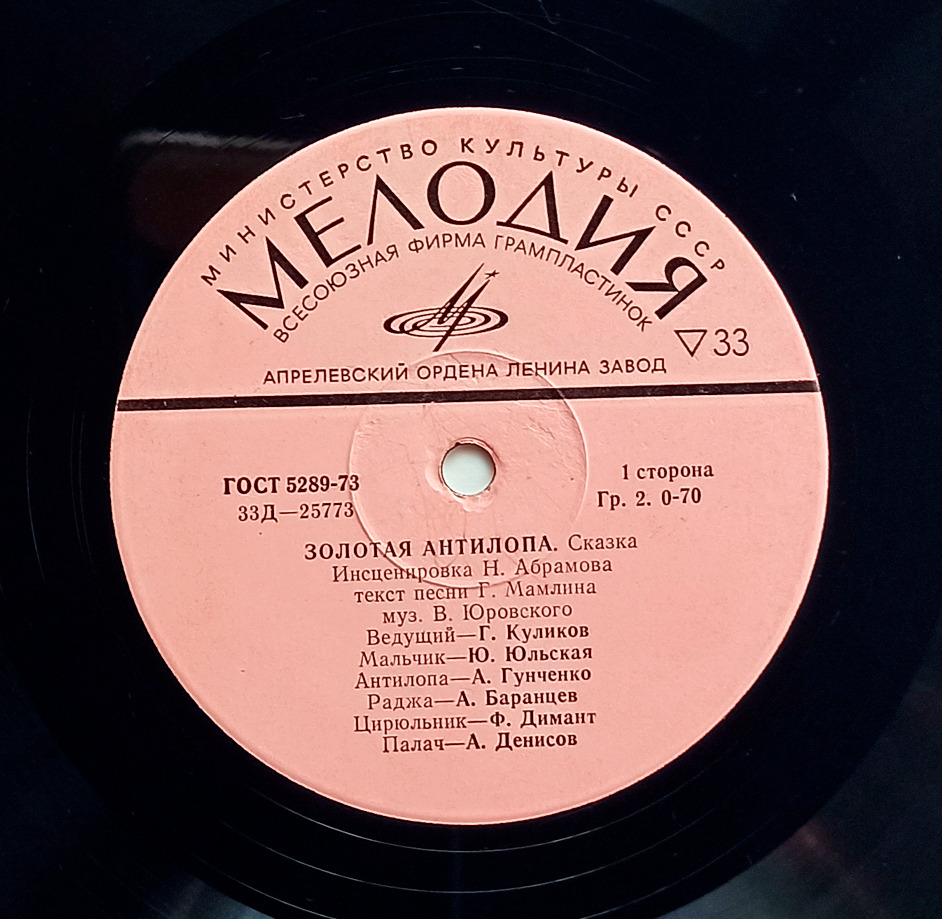 МИНИСТЕРСТВО КУЛЬТУРЫ СССР
МЕЛОДИЯ
ВСЕСОЮЗНАЯ ФИРМА ГРАМПЛАСТИНОК
▽33
АПРЕЛЕВСКИЙ ОРДЕНА ЛЕНИНА ЗАВОД
ГОСТ 5289-73
33Д—25773
1 сторона
Гр. 2. 0-70
ЗОЛОТАЯ АНТИЛОПА. Сказка
Инсценировка Н. Абрамова
текст песни Г. Мамлина
муз. В. Юровского
Ведущий—Г. Куликов
Мальчик—Ю. Юльская
Антилопа—А. Гунченко
Раджа—А. Баранцев
Цирюльник—Ф. Димант
Палач—А. Денисов